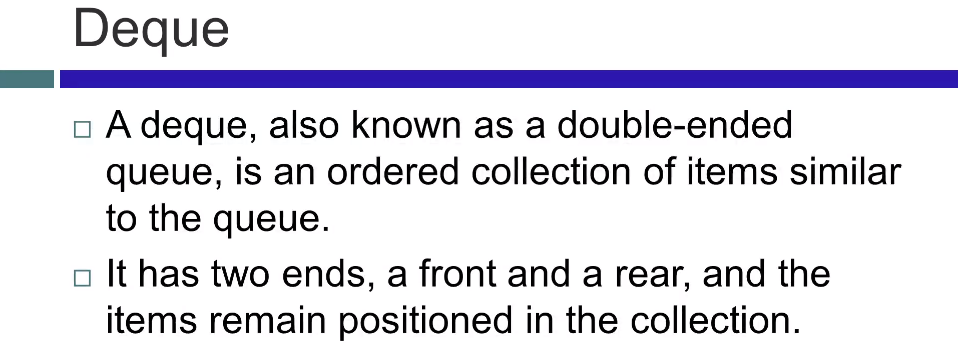 Deque
A deque, also known as a double-ended
queue, is an ordered collection of items similar
to the queue.
It has two ends, a front and a rear, and the
items remain positioned in the collection.